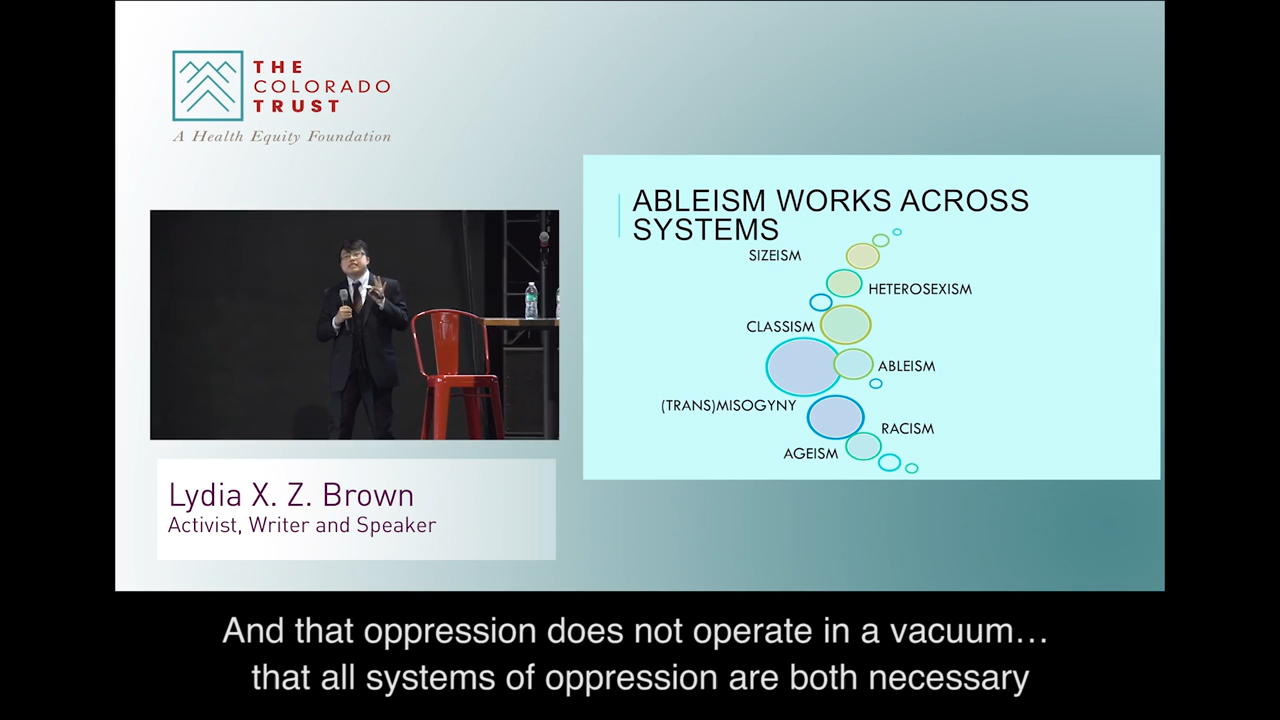 THE
COLORADO
TRUST
A Health Equity Foundation
ABLEISM WORKS ACROSS
SYSTEMS
SIZEISM
HETEROSEXISM
CLASSISM
ABLEISM
(TRANS)MISOGYNY
RACISM
AGEISM
Lydia X. Z. Brown
Activist, Writer and Speaker
And that oppression does not operate in a vacuum…
that all systems of oppression are both necessary